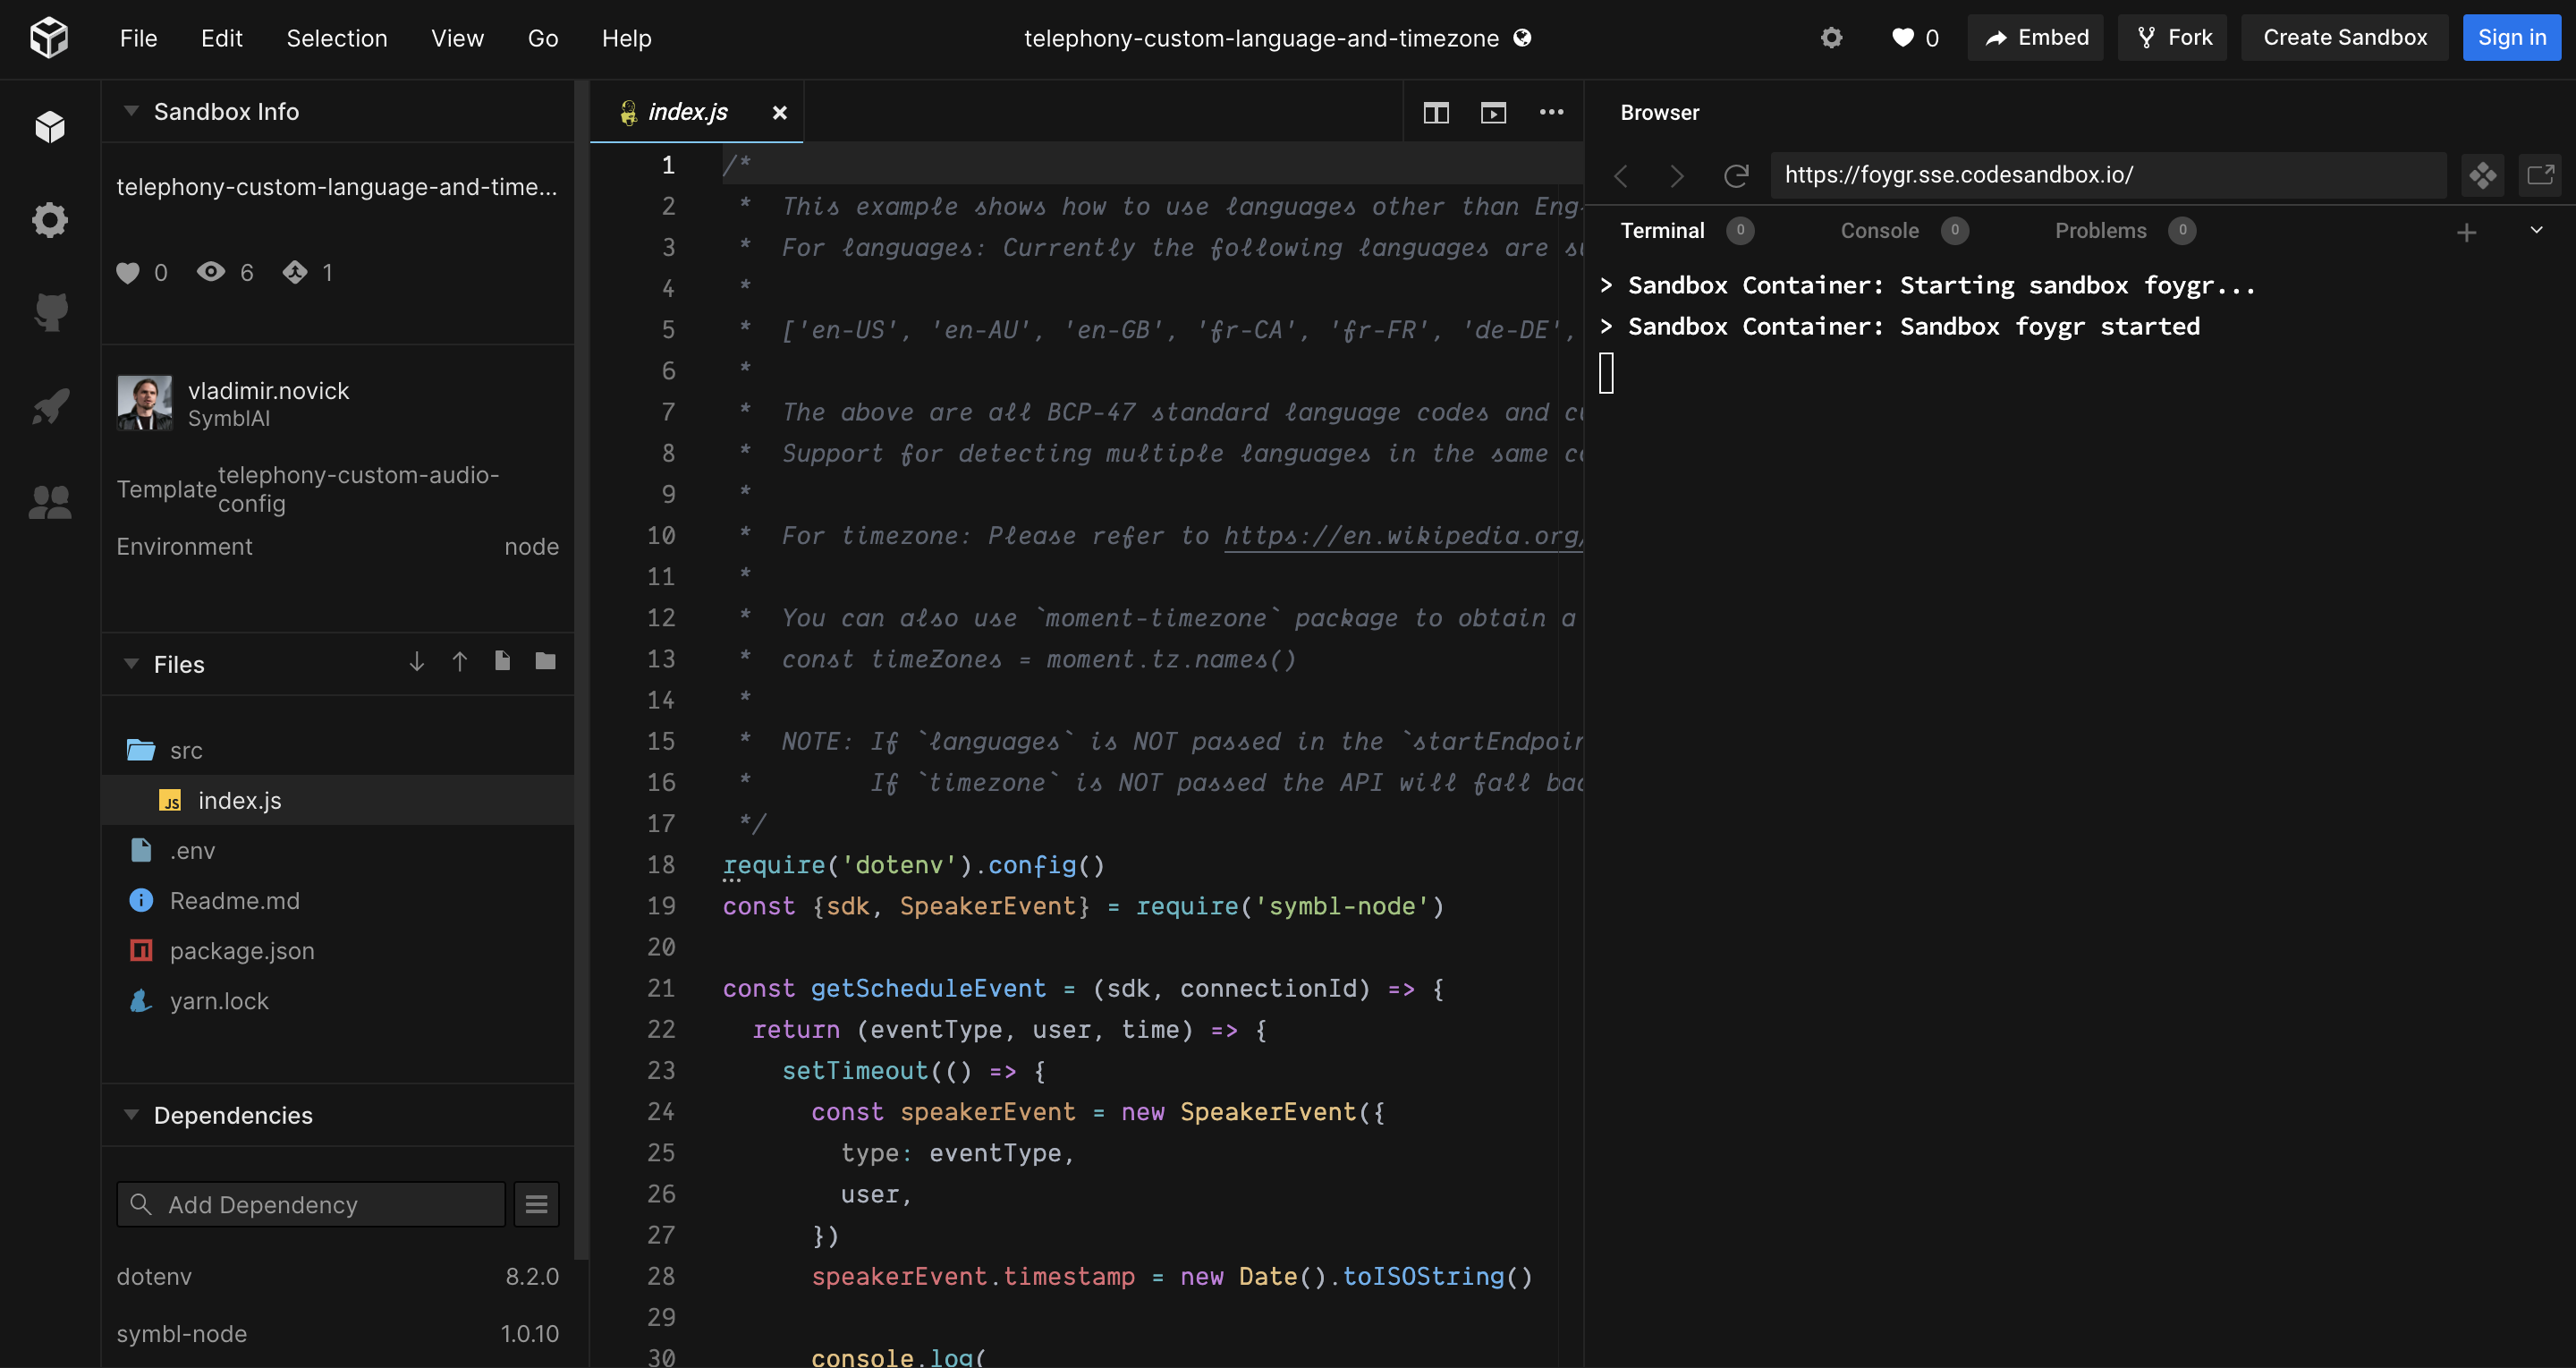 File Edit Selection View Go Help telephony-custom-language-and-timezone 0 Embed Fork Create Sandbox Sign in
Sandbox Info
telephony-custom-language-and-time...
0 6 1
vladimir.novick
SymblAI
Template telephony-custom-audio-config
Environment node
Files
src
index.js
.env
Readme.md
package.json
yarn.lock
Dependencies
Add Dependency
dotenv 8.2.0
symbl-node 1.0.10
index.js
1 /*
2 * This example shows how to use languages other than Eng
3 * For languages: Currently the following languages are su
4 *
5 * ['en-US', 'en-AU', 'en-GB', 'fr-CA', 'fr-FR', 'de-DE',
6 *
7 * The above are all BCP-47 standard language codes and cu
8 * Support for detecting multiple languages in the same co
9 *
10 * For timezone: Please refer to https://en.wikipedia.org/
11 *
12 * You can also use `moment-timezone` package to obtain a
13 * const timeZones = moment.tz.names()
14 *
15 * NOTE: If `languages` is NOT passed in the `startEndpoin
16 * If `timezone` is NOT passed the API will fall bac
17 */
18 require('dotenv').config()
19 const {sdk, SpeakerEvent} = require('symbl-node')
20
21 const getScheduleEvent = (sdk, connectionId) => {
22 return (eventType, user, time) => {
23 setTimeout(() => {
24 const speakerEvent = new SpeakerEvent({
25 type: eventType,
26 user,
27 })
28 speakerEvent.timestamp = new Date().toISOString()
29
30 console.log(
Browser
https://foygr.sse.codesandbox.io/
Terminal 0 Console 0 Problems 0
> Sandbox Container: Starting sandbox foygr...
> Sandbox Container: Sandbox foygr started